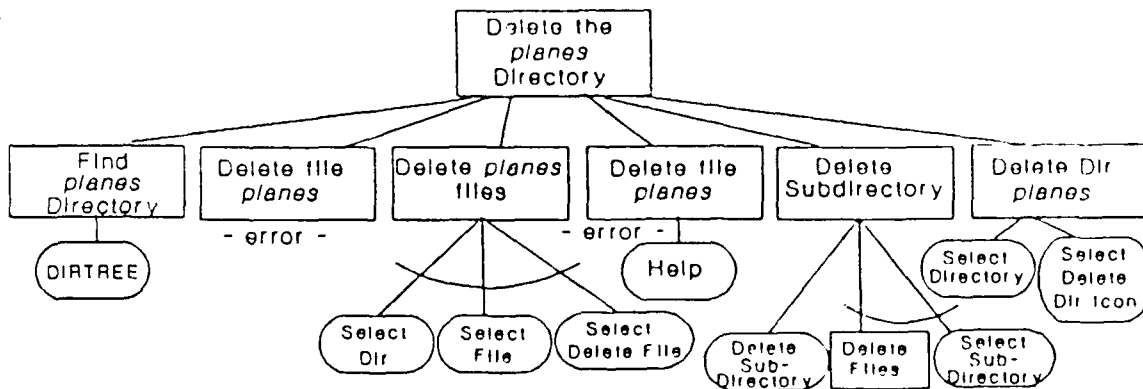 Delete the
planes
Directory
Find
planes
Directory
Delete file
planes
Delete planes
files
Delete file
planes
Delete
Subdirectory
Delete Dir
planes
- error -
- error -
DIRTREE
Help
Select
Directory
Select
Delete
Dir Icon
Select
Dir
Select
File
Select
Delete File
Delete
Sub-
Directory
Delete
Files
Select
Sub-
Directory